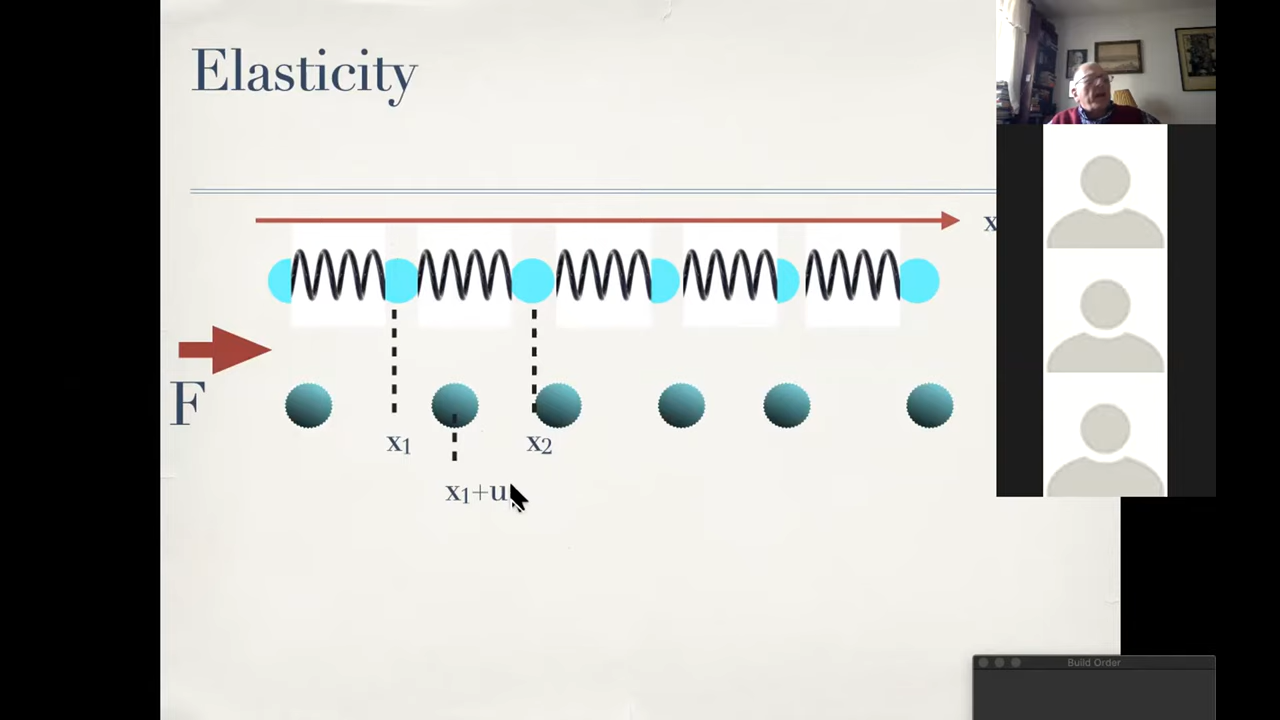 Elasticity
x
F
x₁
x₂
x₁+u
Build Order